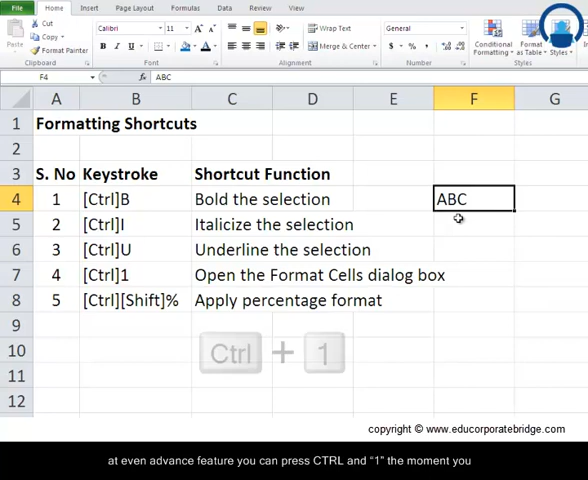 File Home Insert Page Layout Formulas Data Review View
Cut Calibri 11 A A Wrap Text General
Copy
Paste Format Painter B I U Merge & Center $ % , Conditional Format Cell
Formatting as Table Styles
Clipboard Font Alignment Number Styles
F4 fx ABC
A B C D E F G
1 Formatting Shortcuts
2
3 S. No Keystroke Shortcut Function
4 1 [Ctrl]B Bold the selection ABC
5 2 [Ctrl]I Italicize the selection
6 3 [Ctrl]U Underline the selection
7 4 [Ctrl]1 Open the Format Cells dialog box
8 5 [Ctrl][Shift]% Apply percentage format
9
10 Ctrl + 1
11
12
copyright © www.educorporatebridge.com
at even advance feature you can press CTRL and “1” the moment you